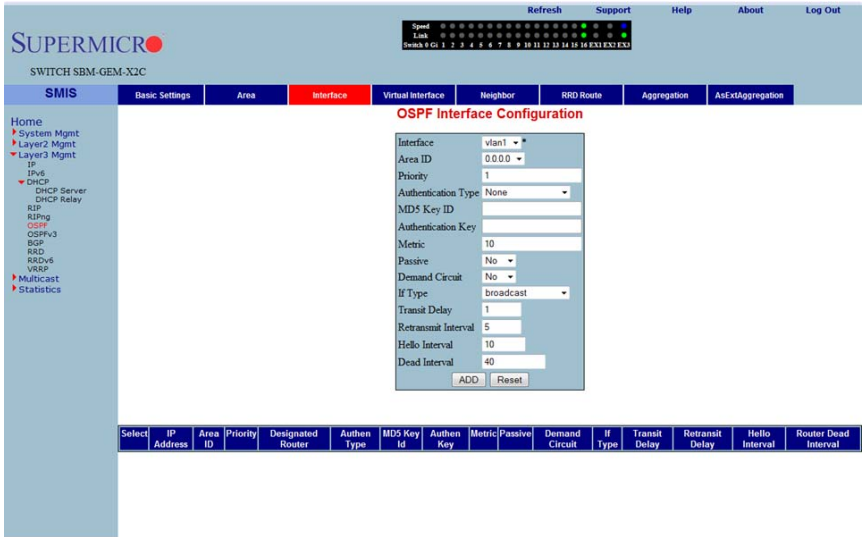 Refresh Support Help About Log Out
SUPERMICRO
Speed
Link
Switch 0 Gi 1 2 3 4 5 6 7 8 9 10 11 12 13 14 15 16 EX1 EX2 EX3
SWITCH SBM-GEM-X2C
SMIS
Basic Settings Area Interface Virtual Interface Neighbor RRD Route Aggregation AsExtAggregation
Home
System Mgmt
Layer2 Mgmt
Layer3 Mgmt
IP
IPv6
DHCP
DHCP Server
DHCP Relay
RIP
RIPng
OSPF
OSPFv3
BGP
RRD
RRDv6
VRRP
Multicast
Statistics
OSPF Interface Configuration
Interface vlan1 *
Area ID 0.0.0.0
Priority 1
Authentication Type None
MD5 Key ID
Authentication Key
Metric 10
Passive No
Demand Circuit No
If Type broadcast
Transit Delay 1
Retransmit Interval 5
Hello Interval 10
Dead Interval 40
ADD Reset
Select IP Address Area ID Priority Designated Router Authen Type MD5 Key Id Authen Key Metric Passive Demand Circuit If Type Transit Delay Retransit Delay Hello Interval Router Dead Interval